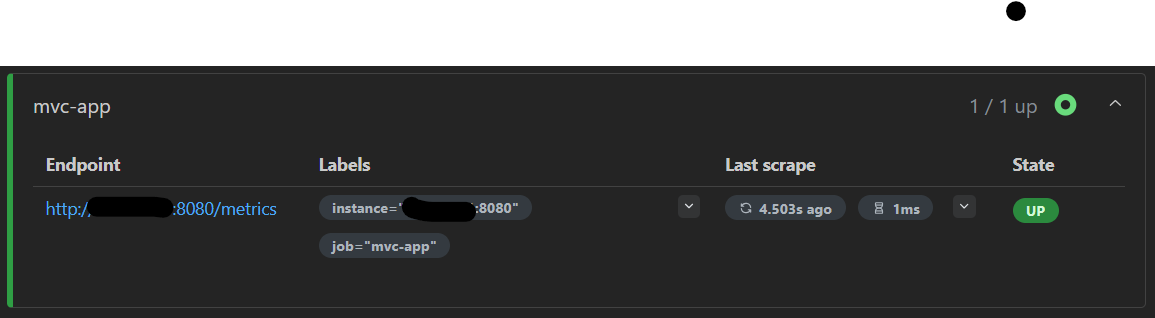 mvc-app 1 / 1 up
Endpoint Labels Last scrape State
http:/ :8080/metrics instance=" :8080" 4.503s ago 1ms UP
job="mvc-app"